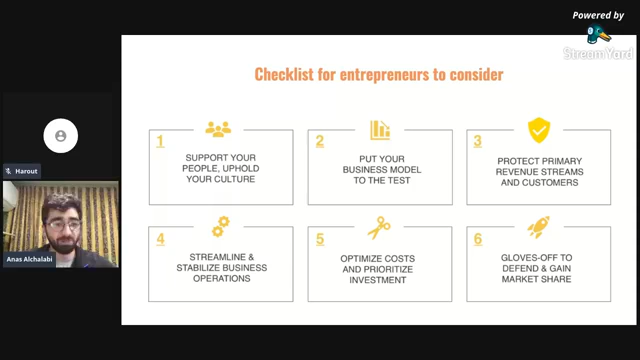 Powered by
StreamYard
Checklist for entrepreneurs to consider
1
SUPPORT YOUR
PEOPLE, UPHOLD
YOUR CULTURE
2
PUT YOUR
BUSINESS MODEL
TO THE TEST
3
PROTECT PRIMARY
REVENUE STREAMS
AND CUSTOMERS
4
STREAMLINE &
STABILIZE BUSINESS
OPERATIONS
5
OPTIMIZE COSTS
AND PRIORITIZE
INVESTMENT
6
GLOVES-OFF TO
DEFEND & GAIN
MARKET SHARE
Harout
Anas Alchalabi